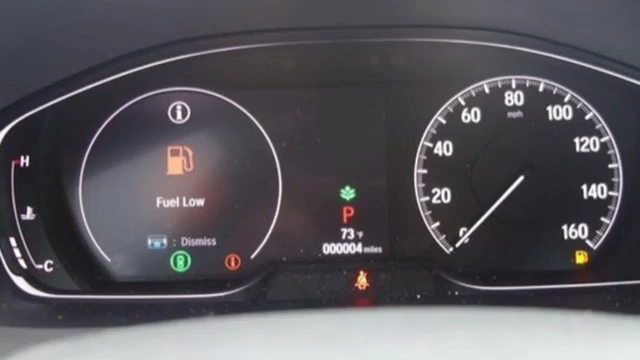 i
H
Fuel Low
: Dismiss
C
i
P
73 °F
000004 miles
0
20
40
60
80
100
120
140
160
mph